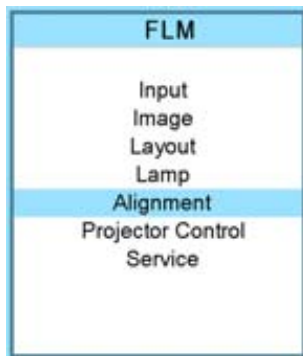 FLM
Input
Image
Layout
Lamp
Alignment
Projector Control
Service